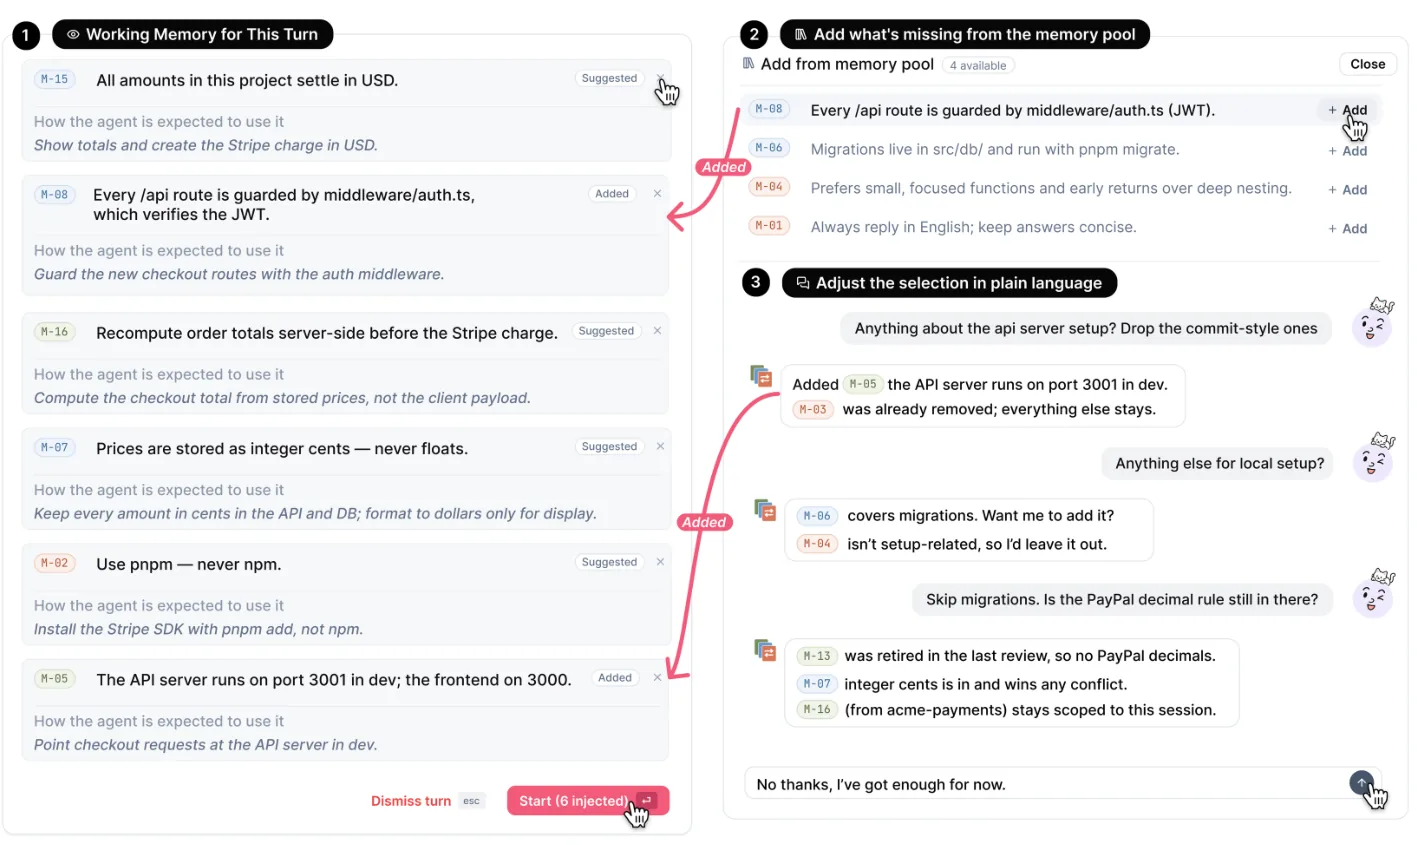 1 Working Memory for This Turn
M-15 All amounts in this project settle in USD. Suggested ×
How the agent is expected to use it
Show totals and create the Stripe charge in USD.
M-08 Every /api route is guarded by middleware/auth.ts, Added ×
which verifies the JWT.
How the agent is expected to use it
Guard the new checkout routes with the auth middleware.
M-16 Recompute order totals server-side before the Stripe charge. Suggested ×
How the agent is expected to use it
Compute the checkout total from stored prices, not the client payload.
M-07 Prices are stored as integer cents — never floats. Suggested ×
How the agent is expected to use it
Keep every amount in cents in the API and DB; format to dollars only for display.
M-02 Use pnpm — never npm. Suggested ×
How the agent is expected to use it
Install the Stripe SDK with pnpm add, not npm.
M-05 The API server runs on port 3001 in dev; the frontend on 3000. Added ×
How the agent is expected to use it
Point checkout requests at the API server in dev.
Dismiss turn esc Start (6 injected)
Added
Added
2 Add what's missing from the memory pool
Add from memory pool 4 available Close
M-08 Every /api route is guarded by middleware/auth.ts (JWT). + Add
M-06 Migrations live in src/db/ and run with pnpm migrate. + Add
M-04 Prefers small, focused functions and early returns over deep nesting. + Add
M-01 Always reply in English; keep answers concise. + Add
3 Adjust the selection in plain language
Anything about the api server setup? Drop the commit-style ones
Added M-05 the API server runs on port 3001 in dev.
M-03 was already removed; everything else stays.
Anything else for local setup?
M-06 covers migrations. Want me to add it?
M-04 isn’t setup-related, so I’d leave it out.
Skip migrations. Is the PayPal decimal rule still in there?
M-13 was retired in the last review, so no PayPal decimals.
M-07 integer cents is in and wins any conflict.
M-16 (from acme-payments) stays scoped to this session.
No thanks, I’ve got enough for now.